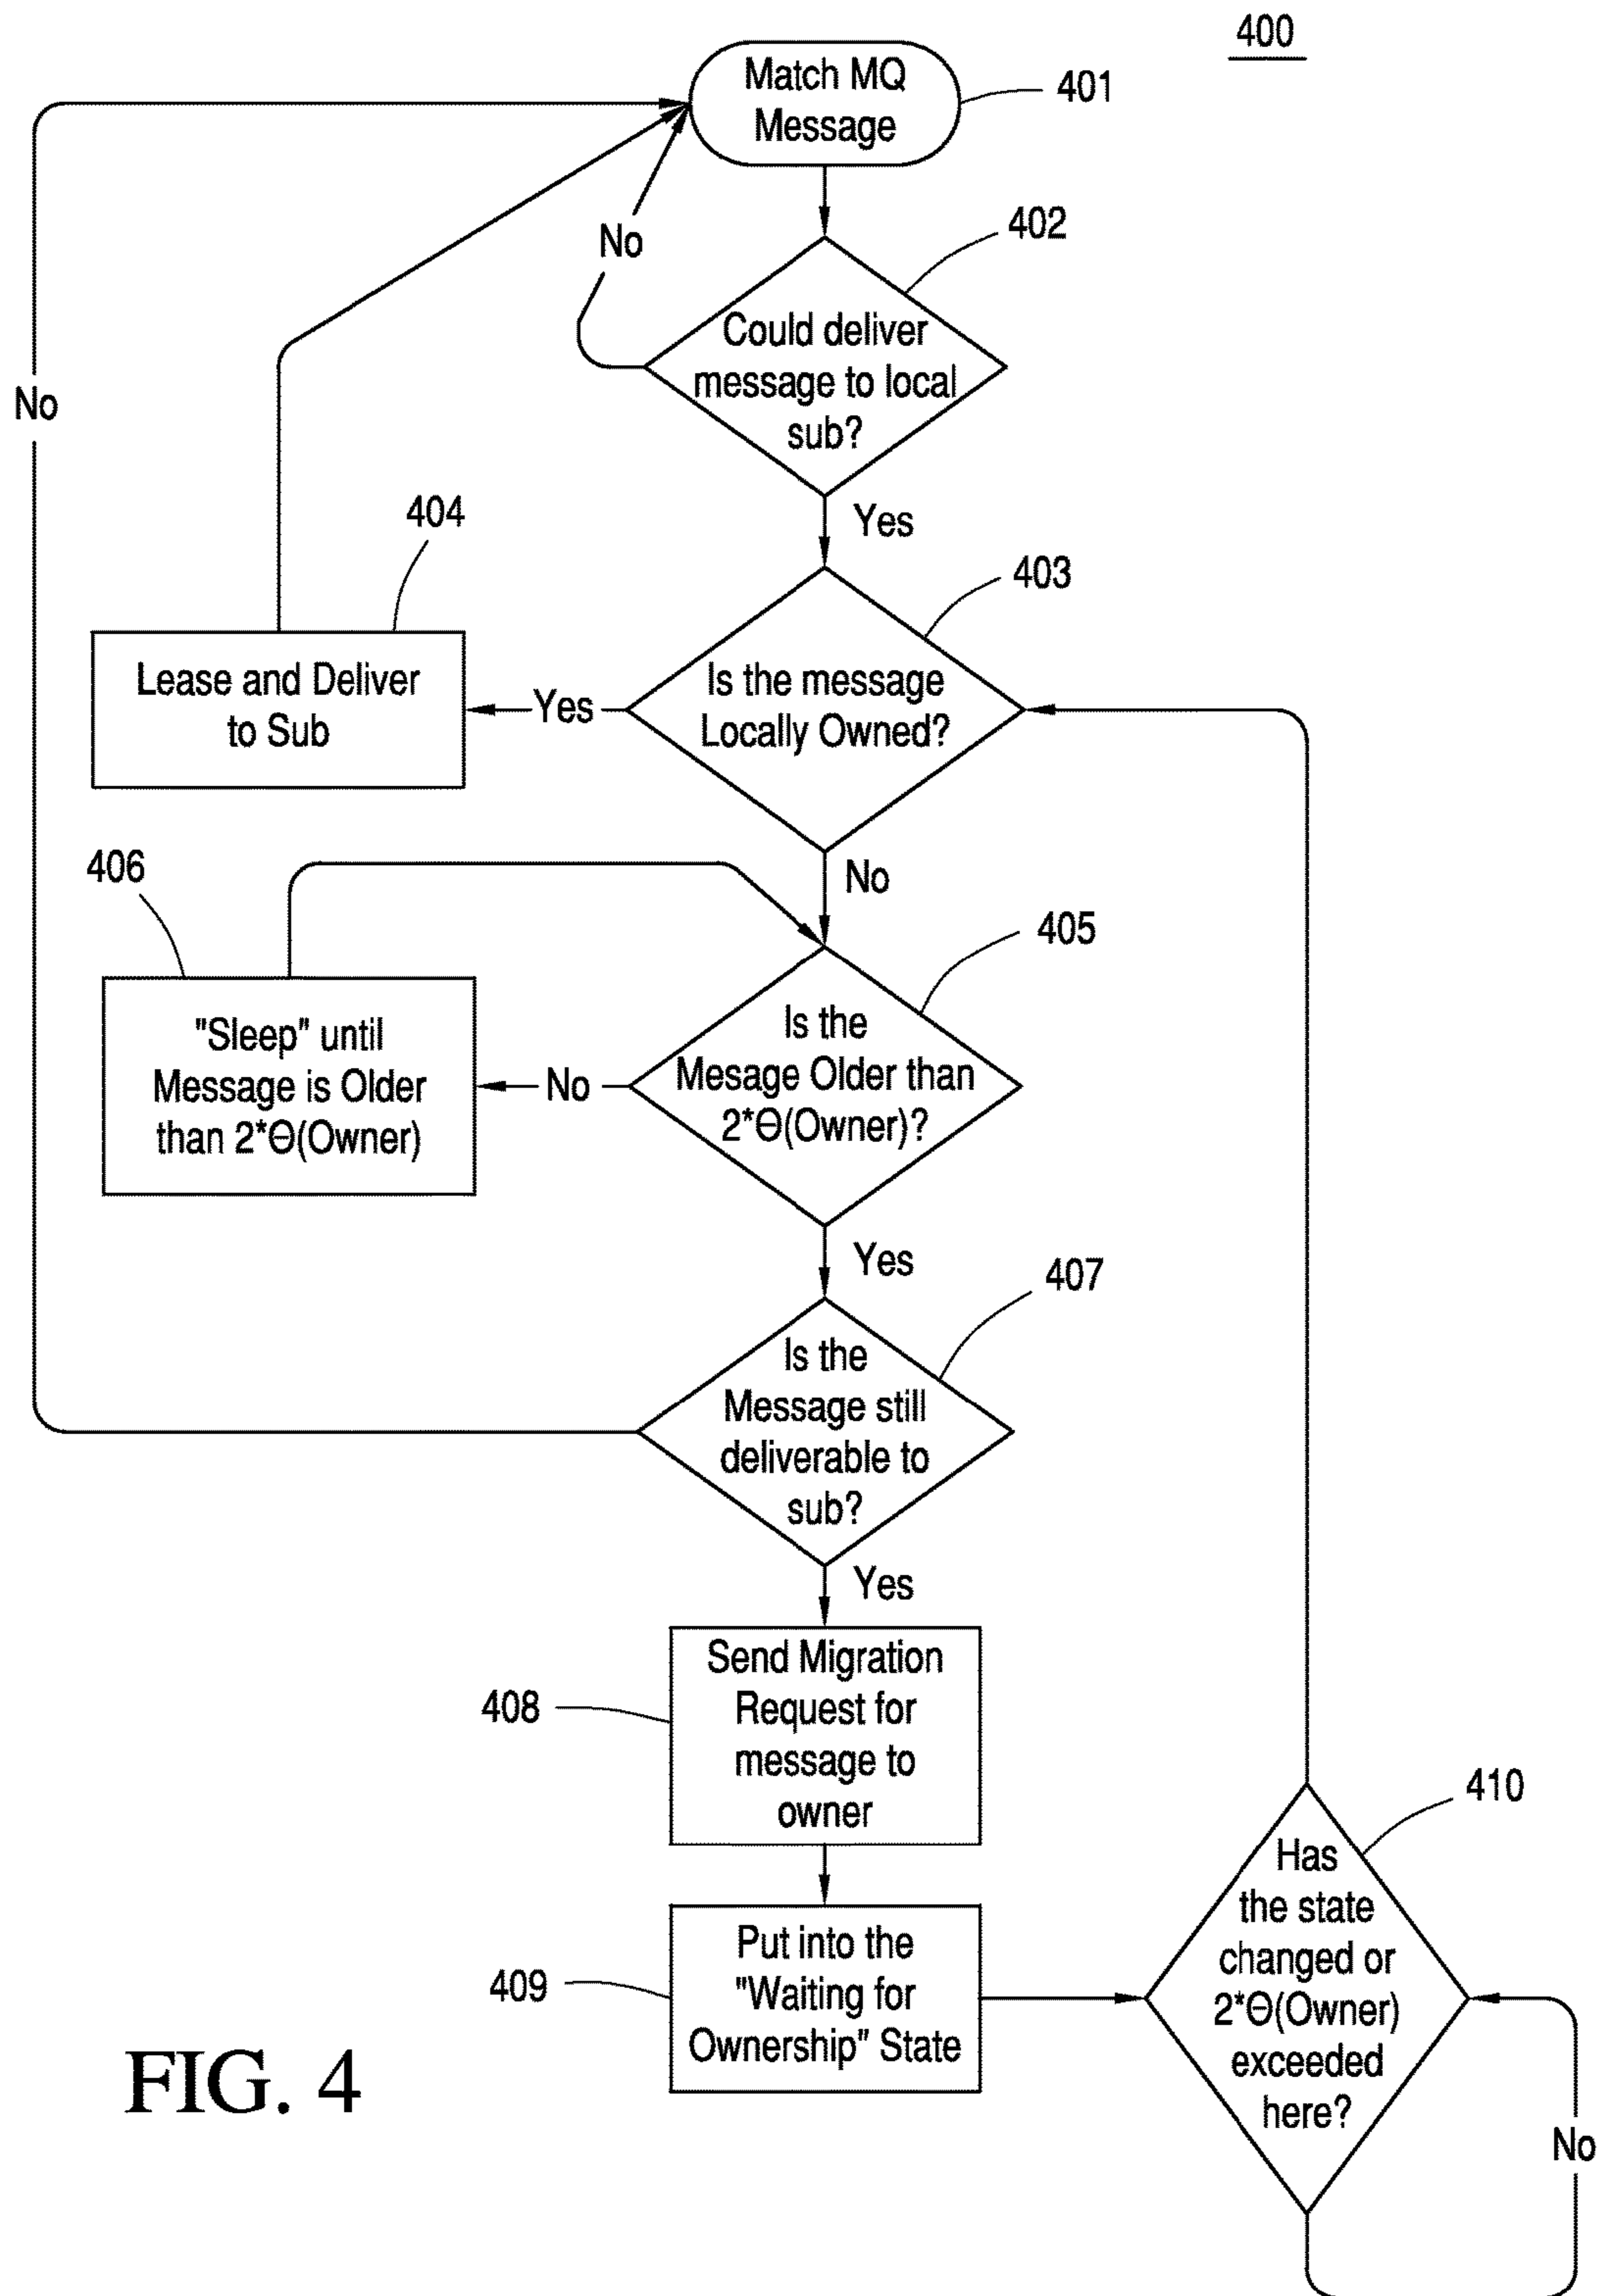 400
Match MQ
Message
401
No
402
Could deliver
message to local
sub?
No
Yes
404
403
Lease and Deliver
to Sub
Yes
Is the message
Locally Owned?
406
No
405
"Sleep" until
Message is Older
than 2*Θ(Owner)
No
Is the
Mesage Older than
2*Θ(Owner)?
Yes
407
Is the
Message still
deliverable to
sub?
Yes
408
Send Migration
Request for
message to
owner
410
409
Put into the
"Waiting for
Ownership" State
Has
the state
changed or
2*Θ(Owner)
exceeded
here?
No
FIG. 4